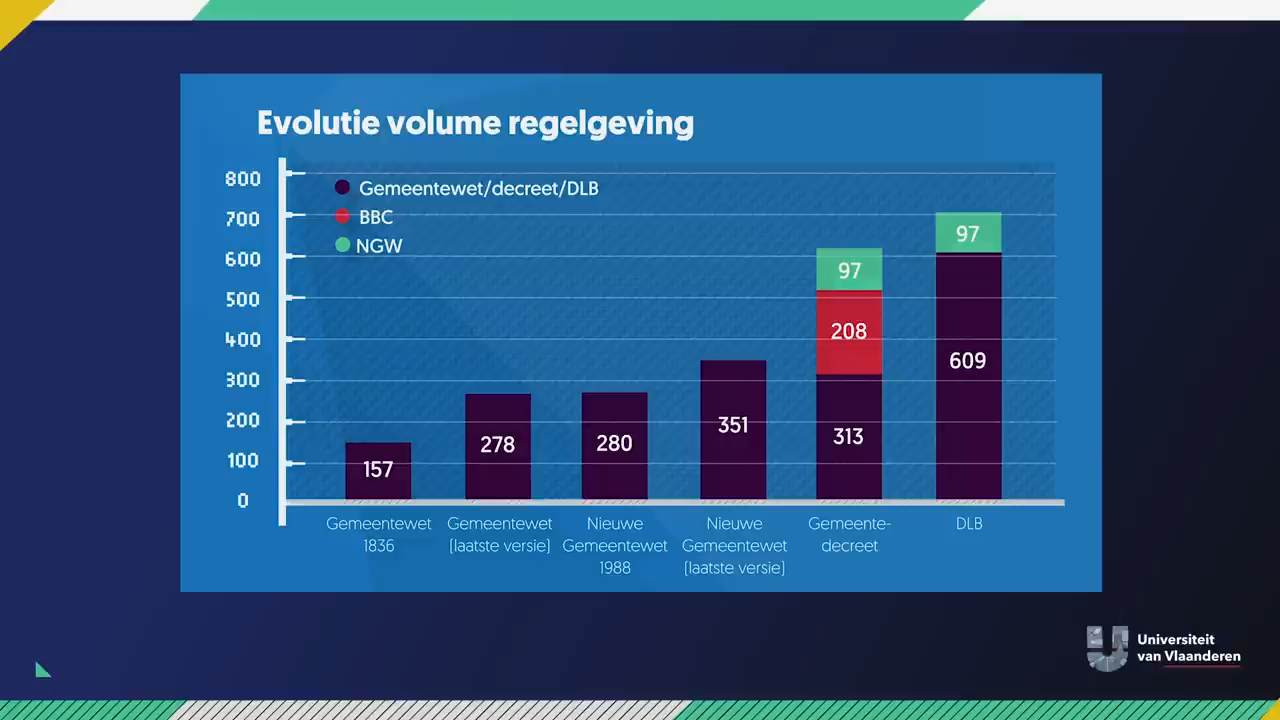 Evolutie volume regelgeving
800
700
600
500
400
300
200
100
0
Gemeentewet/decreet/DLB
BBC
NGW
157
278
280
351
97
208
313
97
609
Gemeentewet
1836
Gemeentewet
(laatste versie)
Nieuwe
Gemeentewet
1988
Nieuwe
Gemeentewet
(laatste versie)
Gemeente-
decreet
DLB
Universiteit
van Vlaanderen